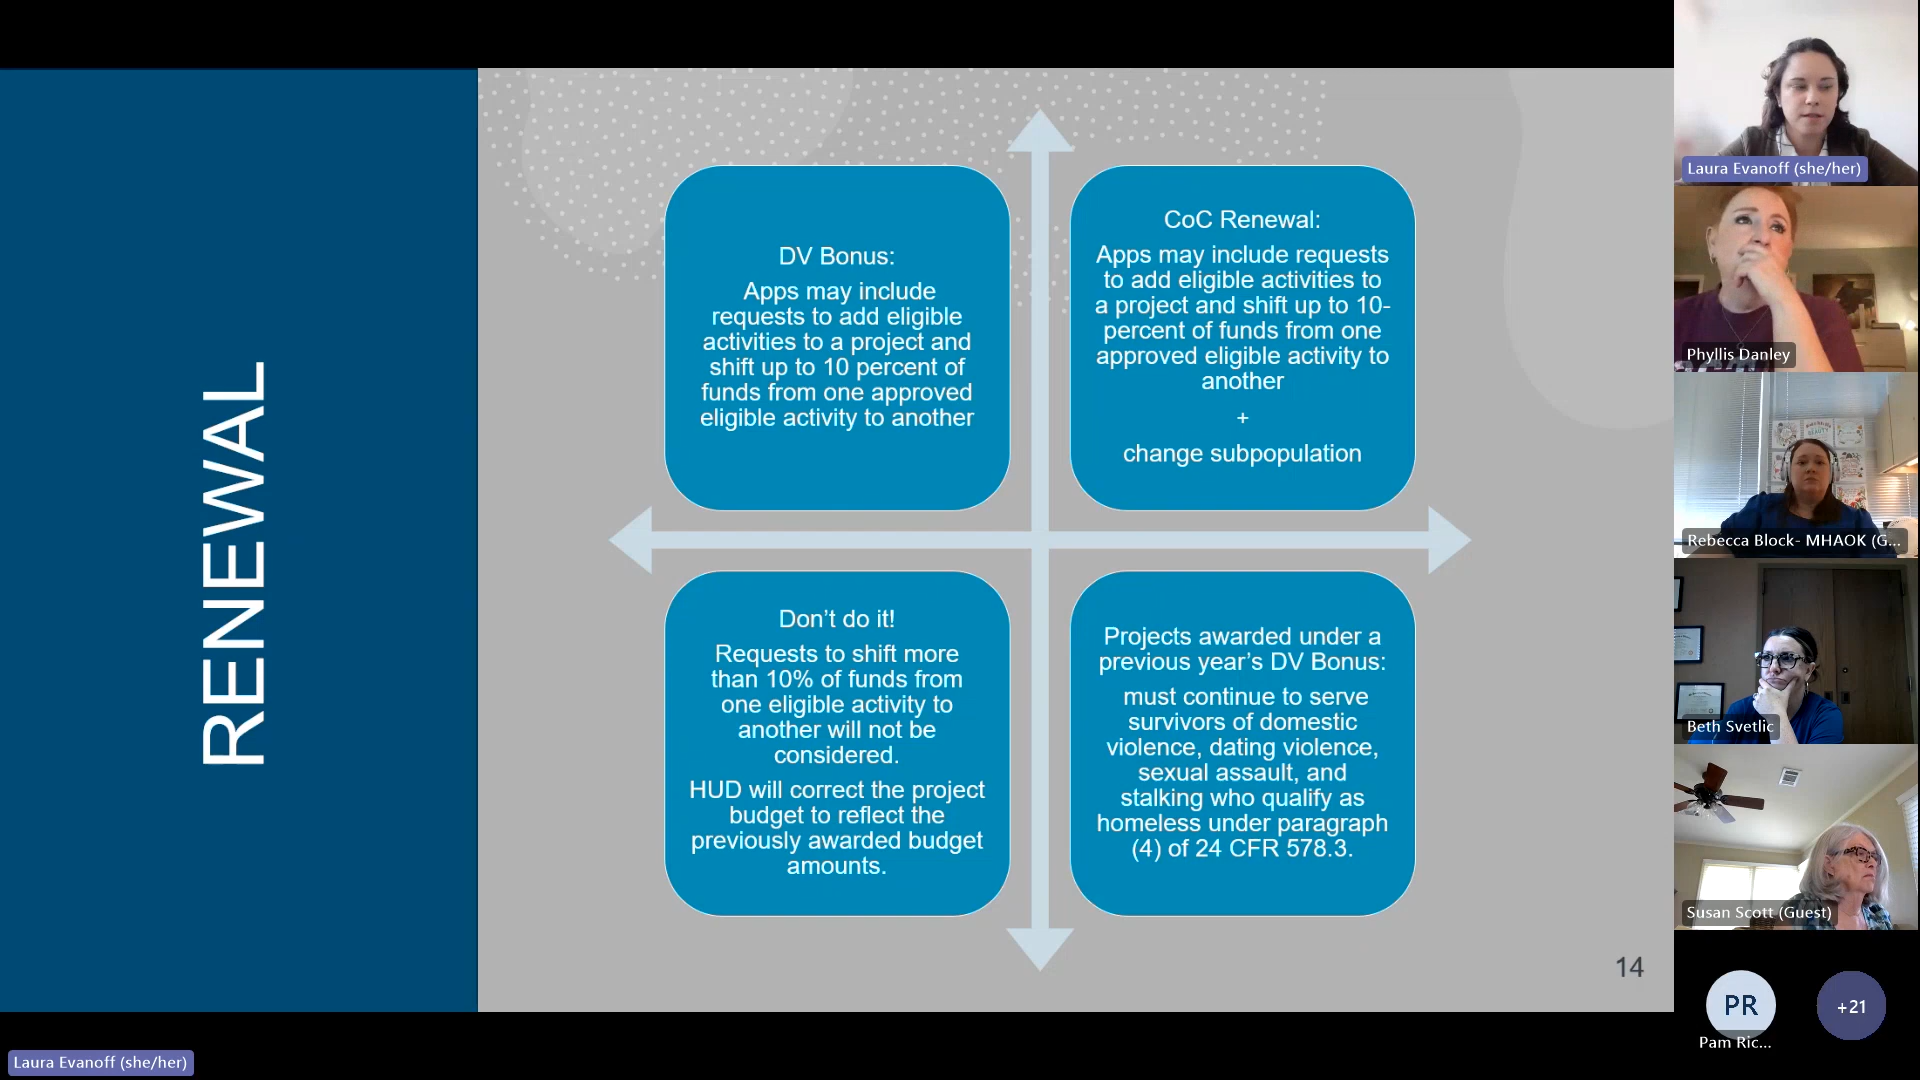 RENEWAL
DV Bonus:
Apps may include
requests to add eligible
activities to a project and
shift up to 10 percent of
funds from one approved
eligible activity to another
CoC Renewal:
Apps may include requests
to add eligible activities to
a project and shift up to 10-
percent of funds from one
approved eligible activity to
another
+
change subpopulation
Don’t do it!
Requests to shift more
than 10% of funds from
one eligible activity to
another will not be
considered.
HUD will correct the project
budget to reflect the
previously awarded budget
amounts.
Projects awarded under a
previous year’s DV Bonus:
must continue to serve
survivors of domestic
violence, dating violence,
sexual assault, and
stalking who qualify as
homeless under paragraph
(4) of 24 CFR 578.3.
14
Laura Evanoff (she/her)
Phyllis Danley
Rebecca Block- MHAOK (G...
Beth Svetlic
Susan Scott (Guest)
PR
+21
Pam Ric...
Laura Evanoff (she/her)